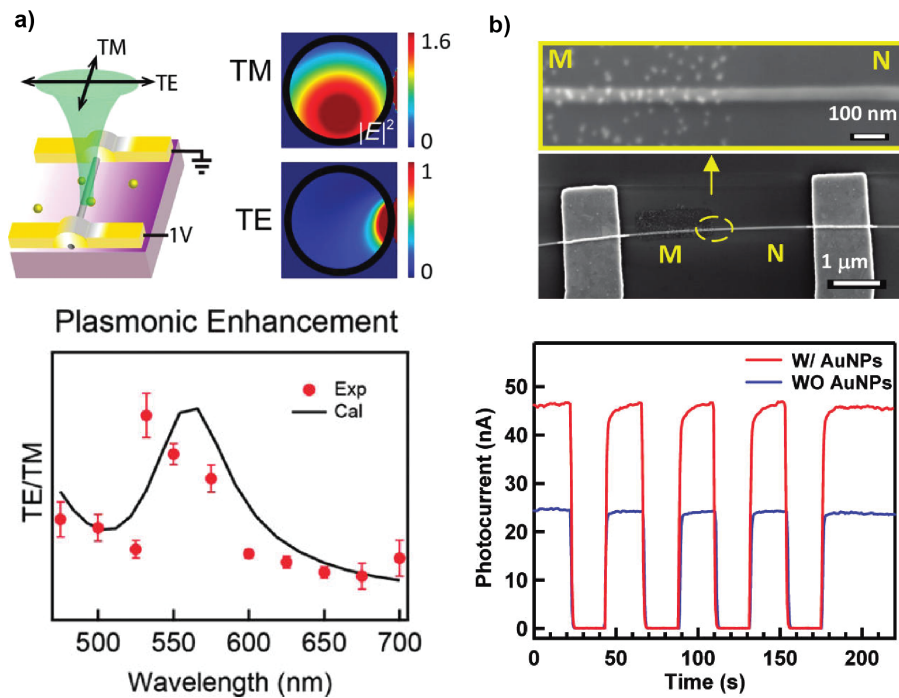 a)
TM
TE
1V
TM
|E|²
1.6
0
TE
1
0
Plasmonic Enhancement
Exp
Cal
TE/TM
500
550
600
650
700
Wavelength (nm)
b)
M
N
100 nm
M
N
1 µm
W/ AuNPs
WO AuNPs
Photocurrent (nA)
50
40
30
20
10
0
0
50
100
150
200
Time (s)